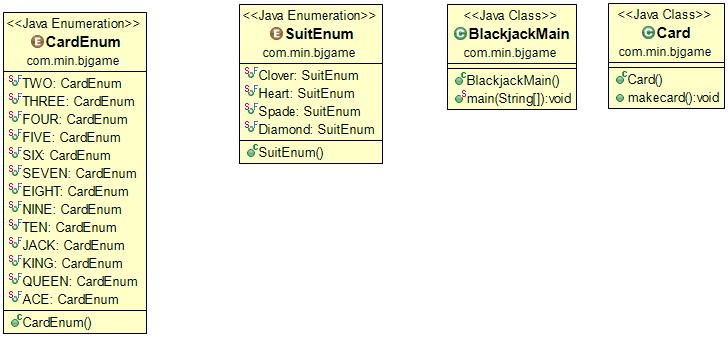 <<Java Enumeration>>
CardEnum
com.min.bjgame
TWO: CardEnum
THREE: CardEnum
FOUR: CardEnum
FIVE: CardEnum
SIX: CardEnum
SEVEN: CardEnum
EIGHT: CardEnum
NINE: CardEnum
TEN: CardEnum
JACK: CardEnum
KING: CardEnum
QUEEN: CardEnum
ACE: CardEnum
CardEnum()
<<Java Enumeration>>
SuitEnum
com.min.bjgame
Clover: SuitEnum
Heart: SuitEnum
Spade: SuitEnum
Diamond: SuitEnum
SuitEnum()
<<Java Class>>
BlackjackMain
com.min.bjgame
BlackjackMain()
main(String[]):void
<<Java Class>>
Card
com.min.bjgame
Card()
makecard():void